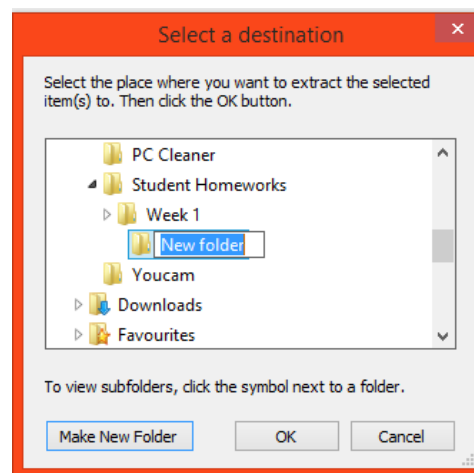 Select a destination
Select the place where you want to extract the selected
item(s) to. Then click the OK button.
PC Cleaner
Student Homeworks
Week 1
New folder
Youcam
Downloads
Favourites
To view subfolders, click the symbol next to a folder.
Make New Folder OK Cancel